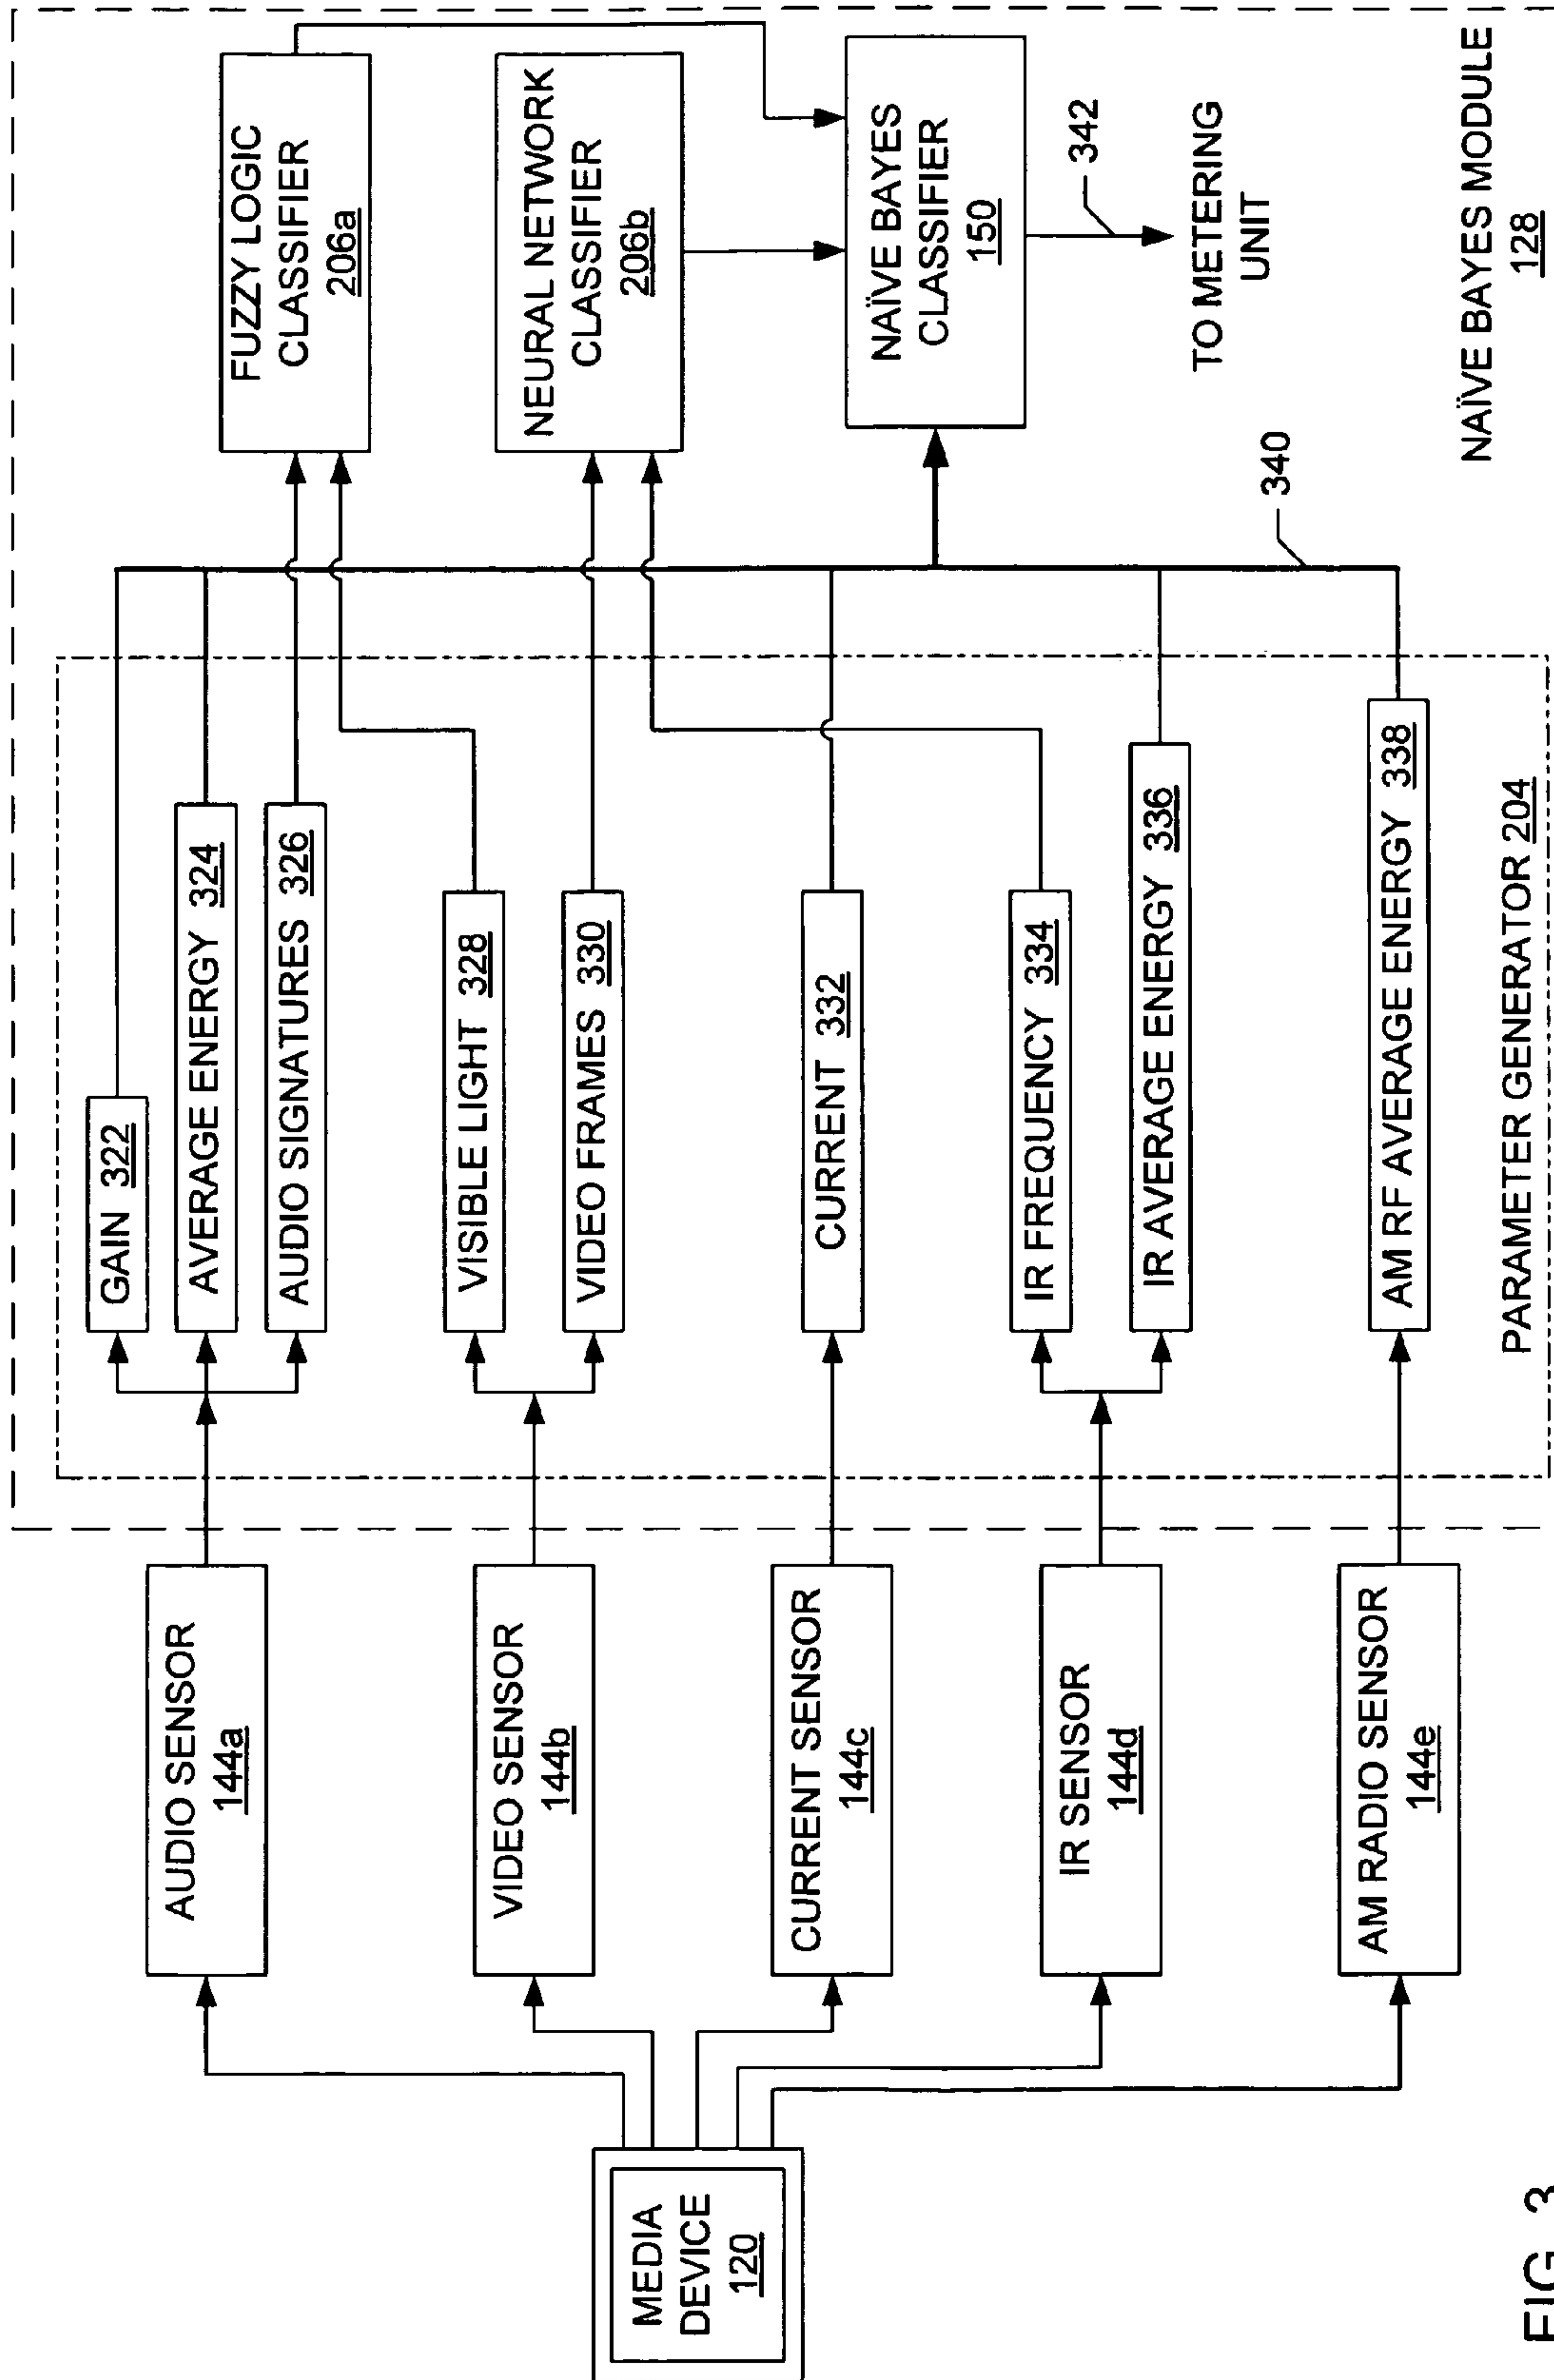 MEDIA
DEVICE
120
AUDIO SENSOR
144a
VIDEO SENSOR
144b
CURRENT SENSOR
144c
IR SENSOR
144d
AM RADIO SENSOR
144e
GAIN 322
AVERAGE ENERGY 324
AUDIO SIGNATURES 326
VISIBLE LIGHT 328
VIDEO FRAMES 330
CURRENT 332
IR FREQUENCY 334
IR AVERAGE ENERGY 336
AM RF AVERAGE ENERGY 338
PARAMETER GENERATOR 204
FUZZY LOGIC
CLASSIFIER
206a
NEURAL NETWORK
CLASSIFIER
206b
NAÏVE BAYES
CLASSIFIER
150
342
TO METERING
UNIT
340
NAÏVE BAYES MODULE
128
FIG. 3